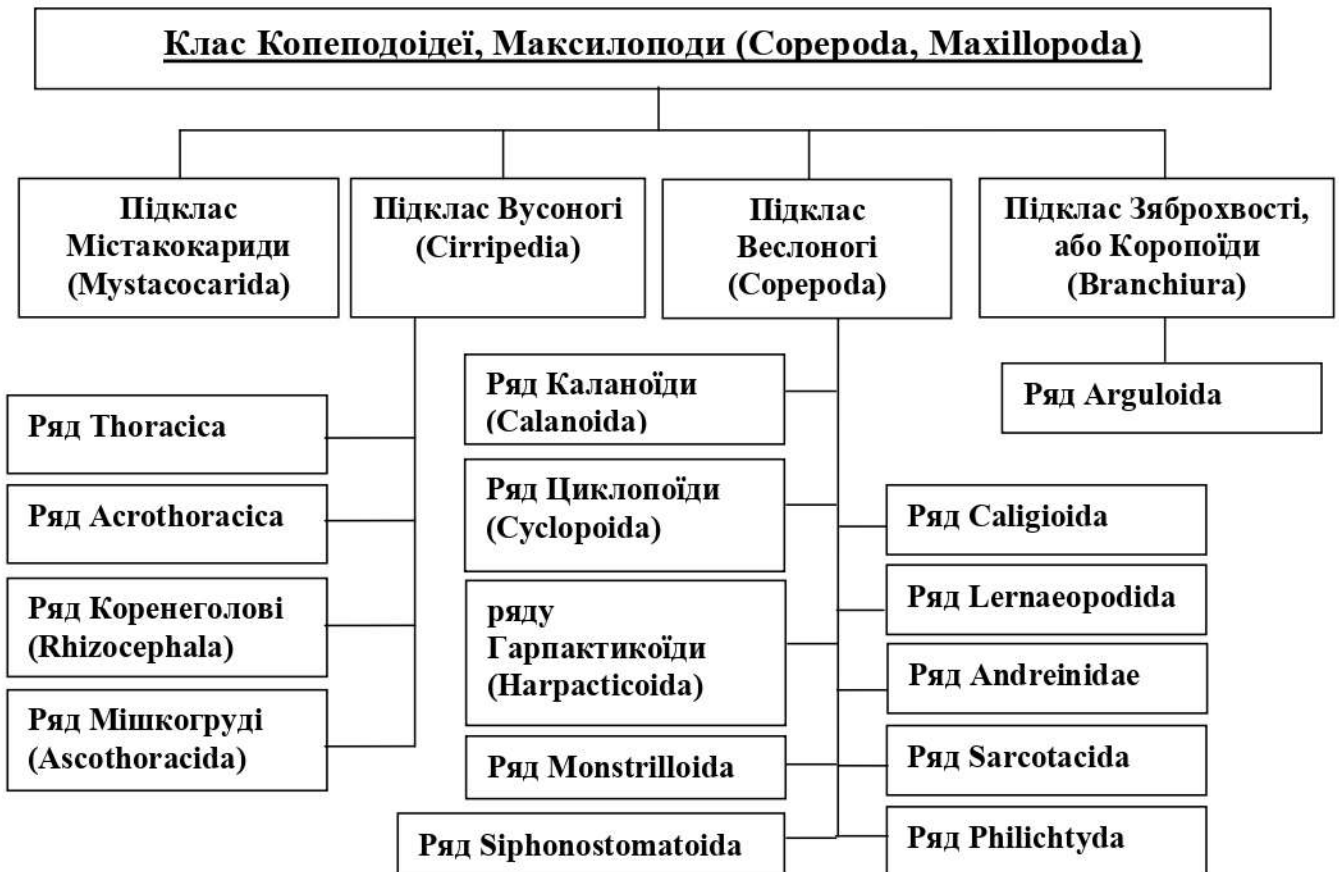 Клас Копеподоідеї, Максилоподи (Copepoda, Maxillopoda)
Підклас
Містакокариди
(Mystacocarida)
Підклас Вусоногі
(Cirripedia)
Підклас
Веслоногі
(Copepoda)
Підклас Зяброхвості,
або Коропоїди
(Branchiura)
Ряд Thoracica
Ряд Acrothoracica
Ряд Коренеголові
(Rhizocephala)
Ряд Мішкогруді
(Ascothoracida)
Ряд Каланоїди
(Calanoida)
Ряд Циклопоїди
(Cyclopoida)
ряду
Гарпактикоїди
(Harpacticoida)
Ряд Monstrilloida
Ряд Siphonostomatoida
Ряд Caligioida
Ряд Lernaeopodida
Ряд Andreinidae
Ряд Sarcotacida
Ряд Philichtyda
Ряд Arguloida